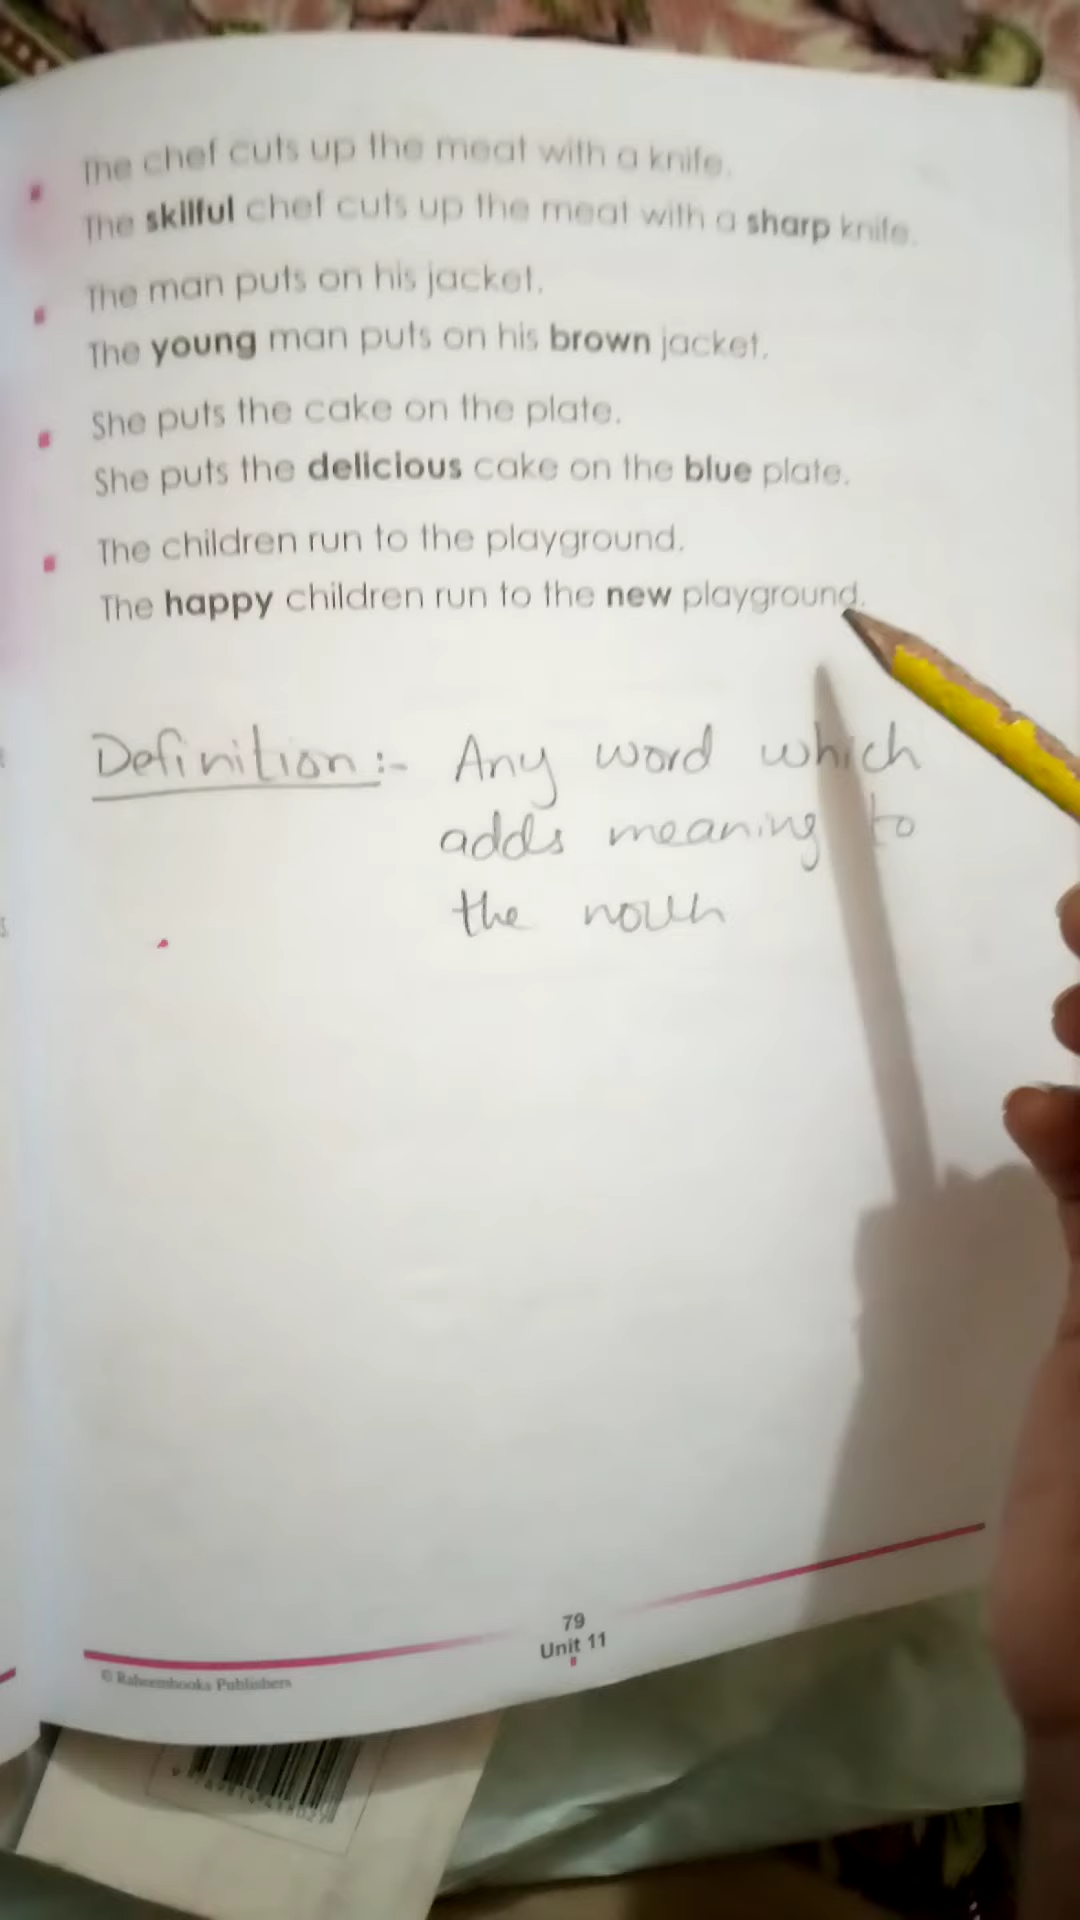 The chef cuts up the meat with a knife.
The skilful chef cuts up the meat with a sharp knife.
The man puts on his jacket.
The young man puts on his brown jacket.
She puts the cake on the plate.
She puts the delicious cake on the blue plate.
The children run to the playground.
The happy children run to the new playground.
Definition :- Any word which
adds meaning to
the noun
79
Unit 11
© Raheembooks Publishers